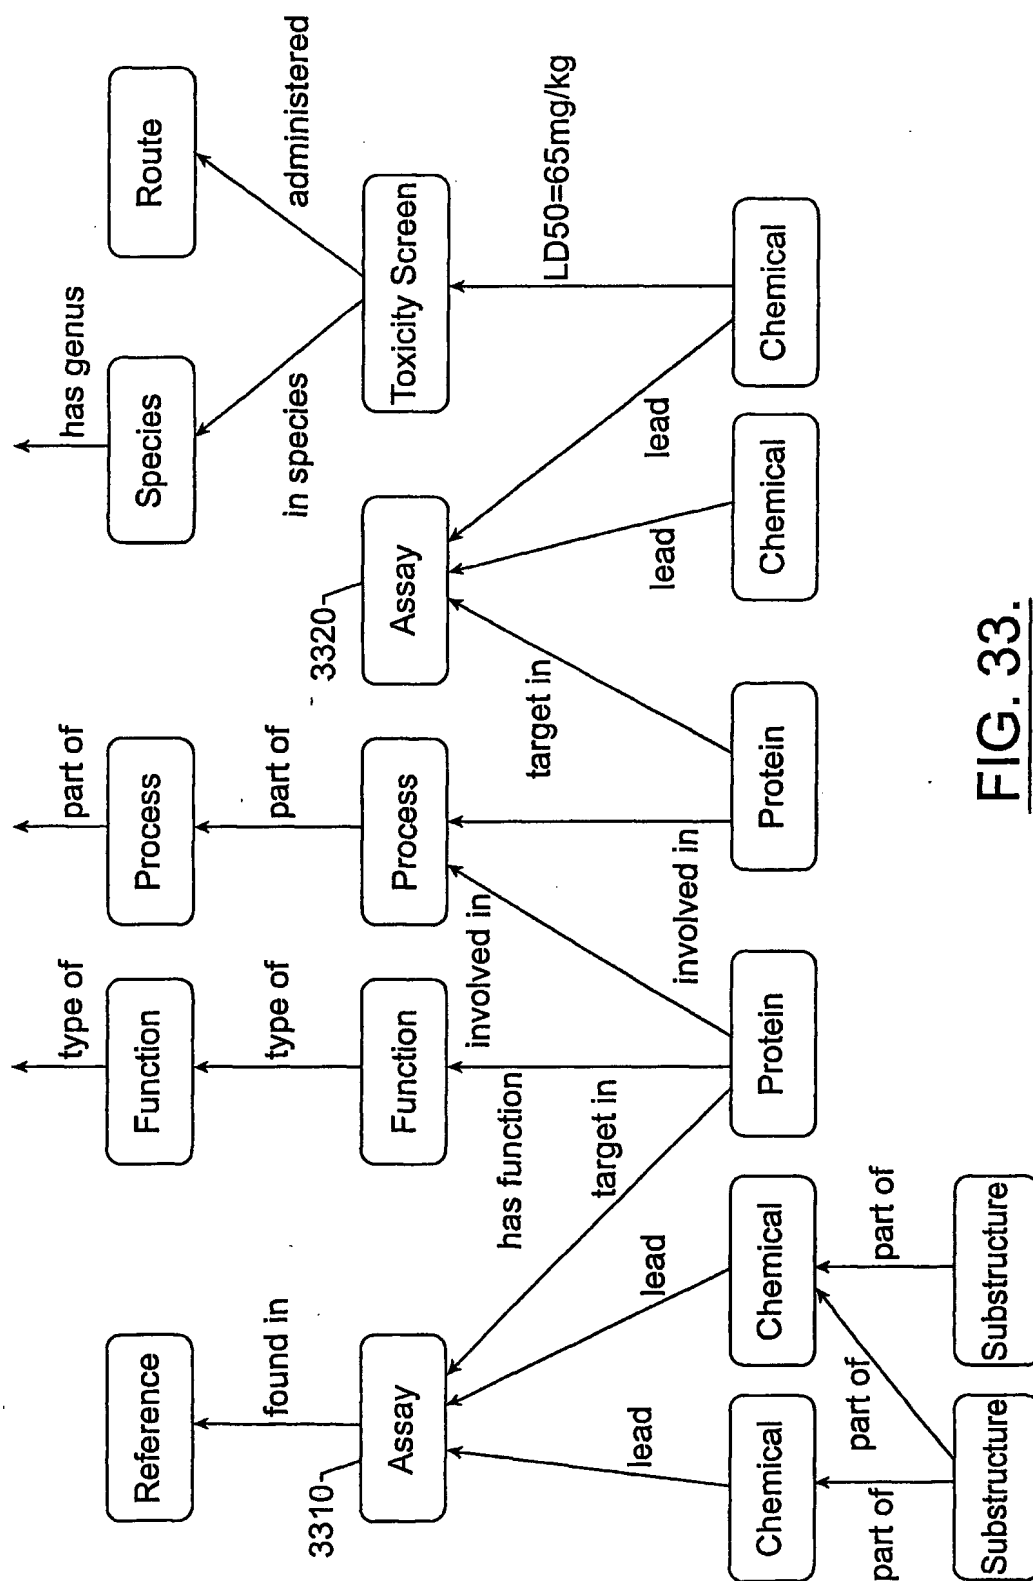 has genus
part of
type of
Route
Species
Process
Function
Reference
administered
in species
part of
type of
found in
3320
3310
Toxicity Screen
Assay
Process
Function
Assay
LD50=65mg/kg
lead
lead
target in
involved in
involved in
has function
target in
lead
lead
Chemical
Chemical
Protein
Protein
Chemical
Chemical
part of
part of
part of
Substructure
Substructure
FIG. 33.